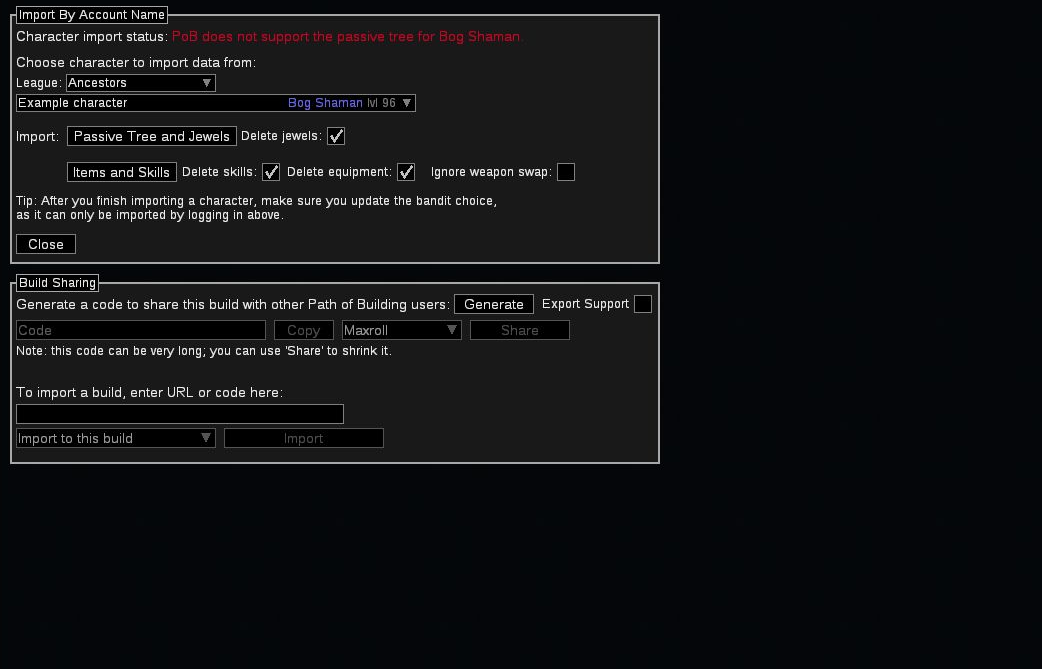 Import By Account Name
Character import status: PoB does not support the passive tree for Bog Shaman.
Choose character to import data from:
League: Ancestors
Example character Bog Shaman lvl 96
Import: Passive Tree and Jewels Delete jewels:
Items and Skills Delete skills: Delete equipment: Ignore weapon swap:
Tip: After you finish importing a character, make sure you update the bandit choice,
as it can only be imported by logging in above.
Close
Build Sharing
Generate a code to share this build with other Path of Building users: Generate Export Support
Code Copy Maxroll Share
Note: this code can be very long; you can use 'Share' to shrink it.
To import a build, enter URL or code here:
Import to this build Import